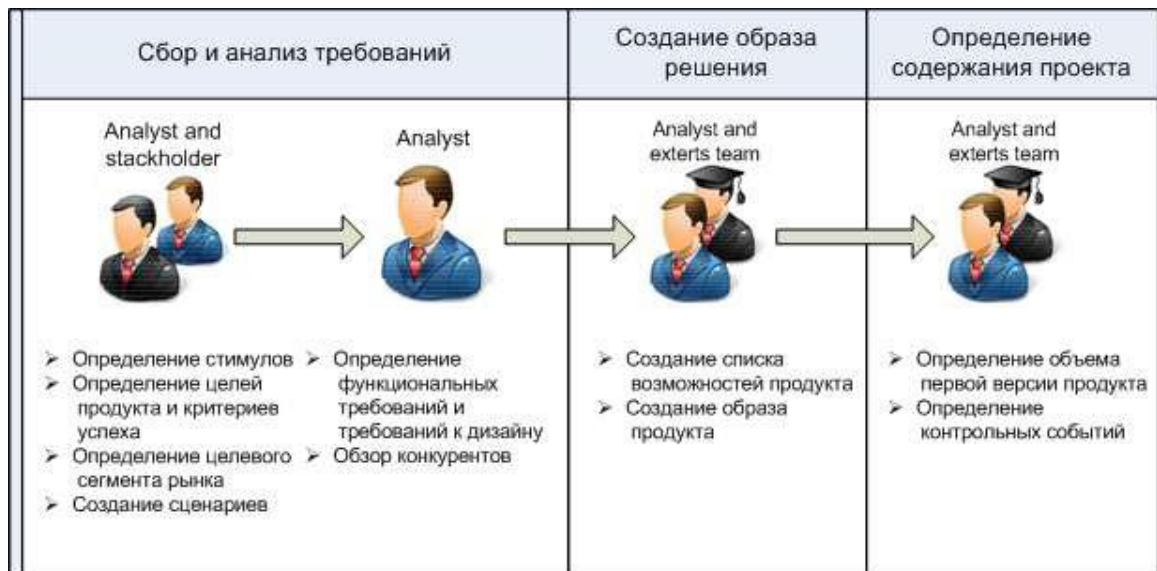 Сбор и анализ требований
Создание образа
решения
Определение
содержания проекта
Analyst and
stackholder
Analyst
Analyst and
exterts team
Analyst and
exterts team
➢ Определение стимулов
➢ Определение целей
продукта и критериев
успеха
➢ Определение целевого
сегмента рынка
➢ Создание сценариев
➢ Определение
функциональных
требований и
требований к дизайну
➢ Обзор конкурентов
➢ Создание списка
возможностей продукта
➢ Создание образа
продукта
➢ Определение объема
первой версии продукта
➢ Определение
контрольных событий